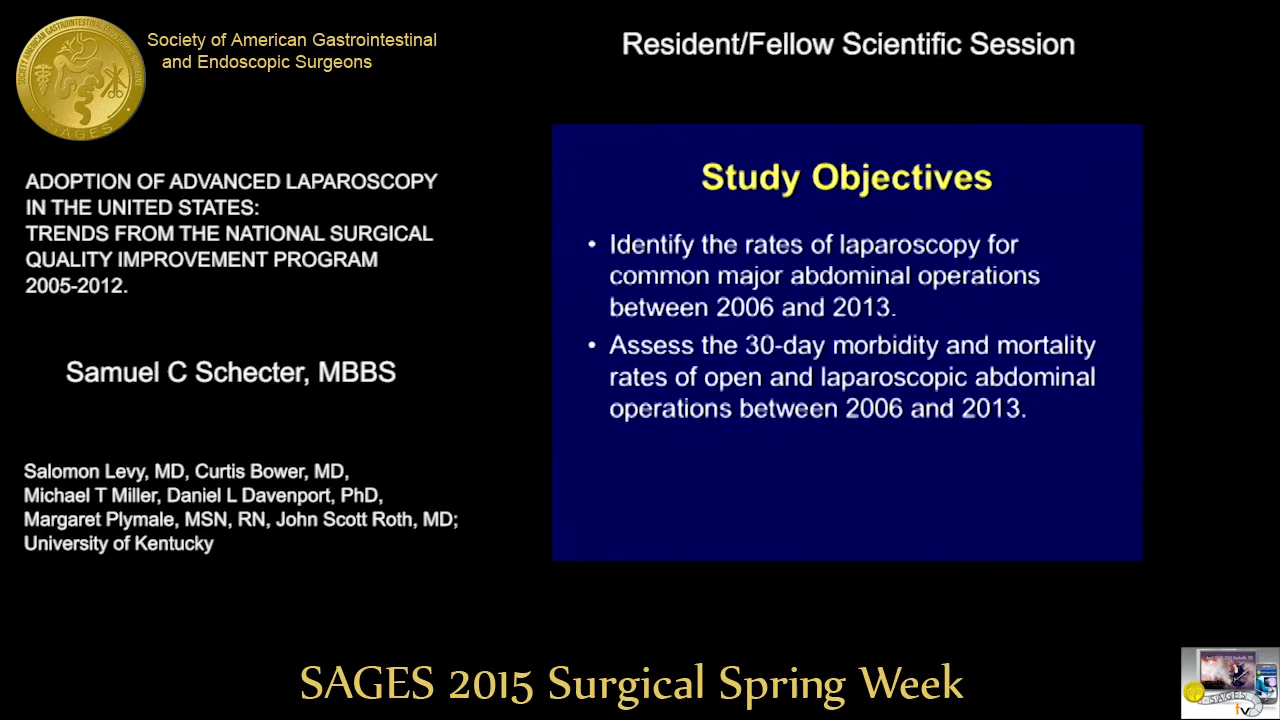 Society of American Gastrointestinal
and Endoscopic Surgeons
Resident/Fellow Scientific Session
ADOPTION OF ADVANCED LAPAROSCOPY
IN THE UNITED STATES:
TRENDS FROM THE NATIONAL SURGICAL
QUALITY IMPROVEMENT PROGRAM
2005-2012.
Samuel C Schecter, MBBS
Salomon Levy, MD, Curtis Bower, MD,
Michael T Miller, Daniel L Davenport, PhD,
Margaret Plymale, MSN, RN, John Scott Roth, MD;
University of Kentucky
Study Objectives
• Identify the rates of laparoscopy for
common major abdominal operations
between 2006 and 2013.
• Assess the 30-day morbidity and mortality
rates of open and laparoscopic abdominal
operations between 2006 and 2013.
SAGES 2015 Surgical Spring Week
SAGES
SAGES
tv